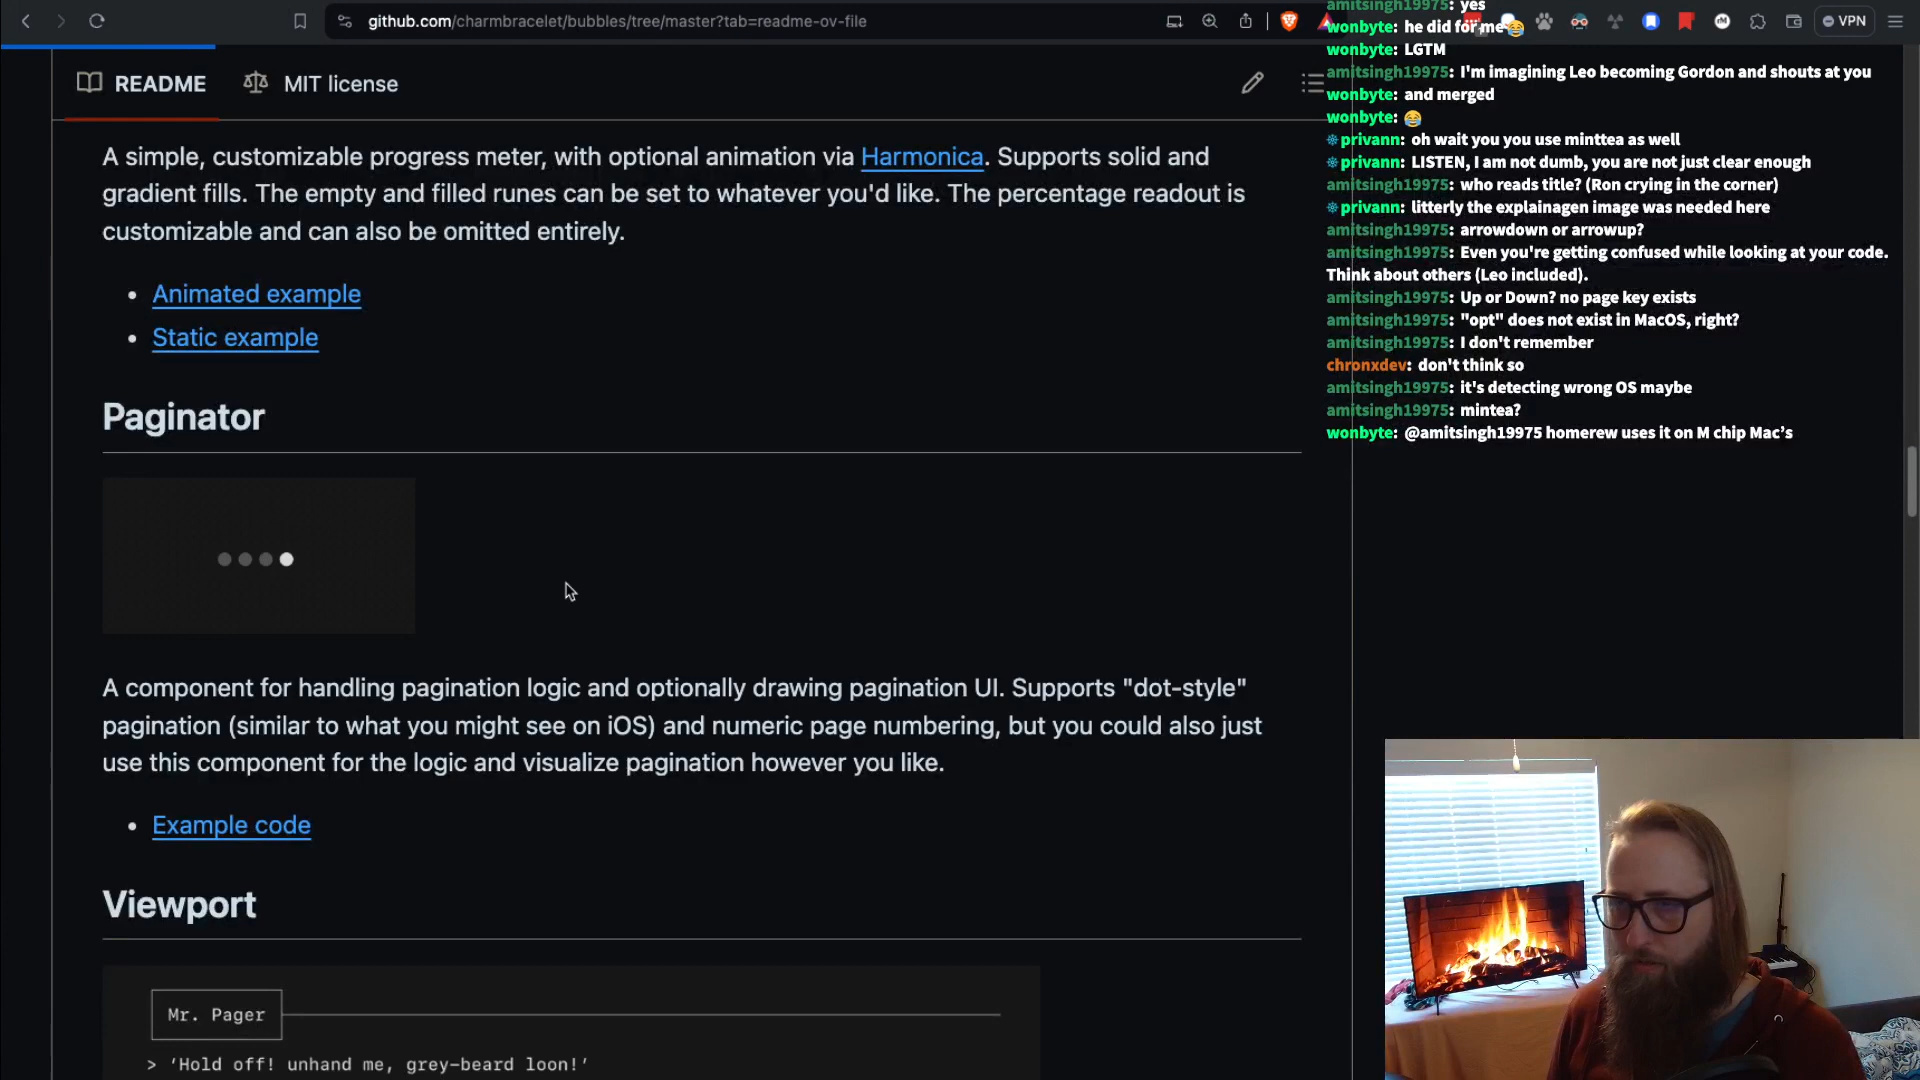 github.com/charmbracelet/bubbles/tree/master?tab=readme-ov-file
VPN
README
MIT license
A simple, customizable progress meter, with optional animation via Harmonica. Supports solid and
gradient fills. The empty and filled runes can be set to whatever you'd like. The percentage readout is
customizable and can also be omitted entirely.
• Animated example
• Static example
Paginator
A component for handling pagination logic and optionally drawing pagination UI. Supports "dot-style"
pagination (similar to what you might see on iOS) and numeric page numbering, but you could also just
use this component for the logic and visualize pagination however you like.
• Example code
Viewport
Mr. Pager
> ‘Hold off! unhand me, grey-beard loon!’
amitsingh19975: yes
wonbyte: he did for me 😂
wonbyte: LGTM
amitsingh19975: I'm imagining Leo becoming Gordon and shouts at you
wonbyte: and merged
wonbyte: 😂
privann: oh wait you you use minttea as well
privann: LISTEN, I am not dumb, you are not just clear enough
amitsingh19975: who reads title? (Ron crying in the corner)
privann: litterly the explainagen image was needed here
amitsingh19975: arrowdown or arrowup?
amitsingh19975: Even you're getting confused while looking at your code.
Think about others (Leo included).
amitsingh19975: Up or Down? no page key exists
amitsingh19975: "opt" does not exist in MacOS, right?
amitsingh19975: I don't remember
chronxdev: don't think so
amitsingh19975: it's detecting wrong OS maybe
amitsingh19975: mintea?
wonbyte: @amitsingh19975 homerew uses it on M chip Mac’s